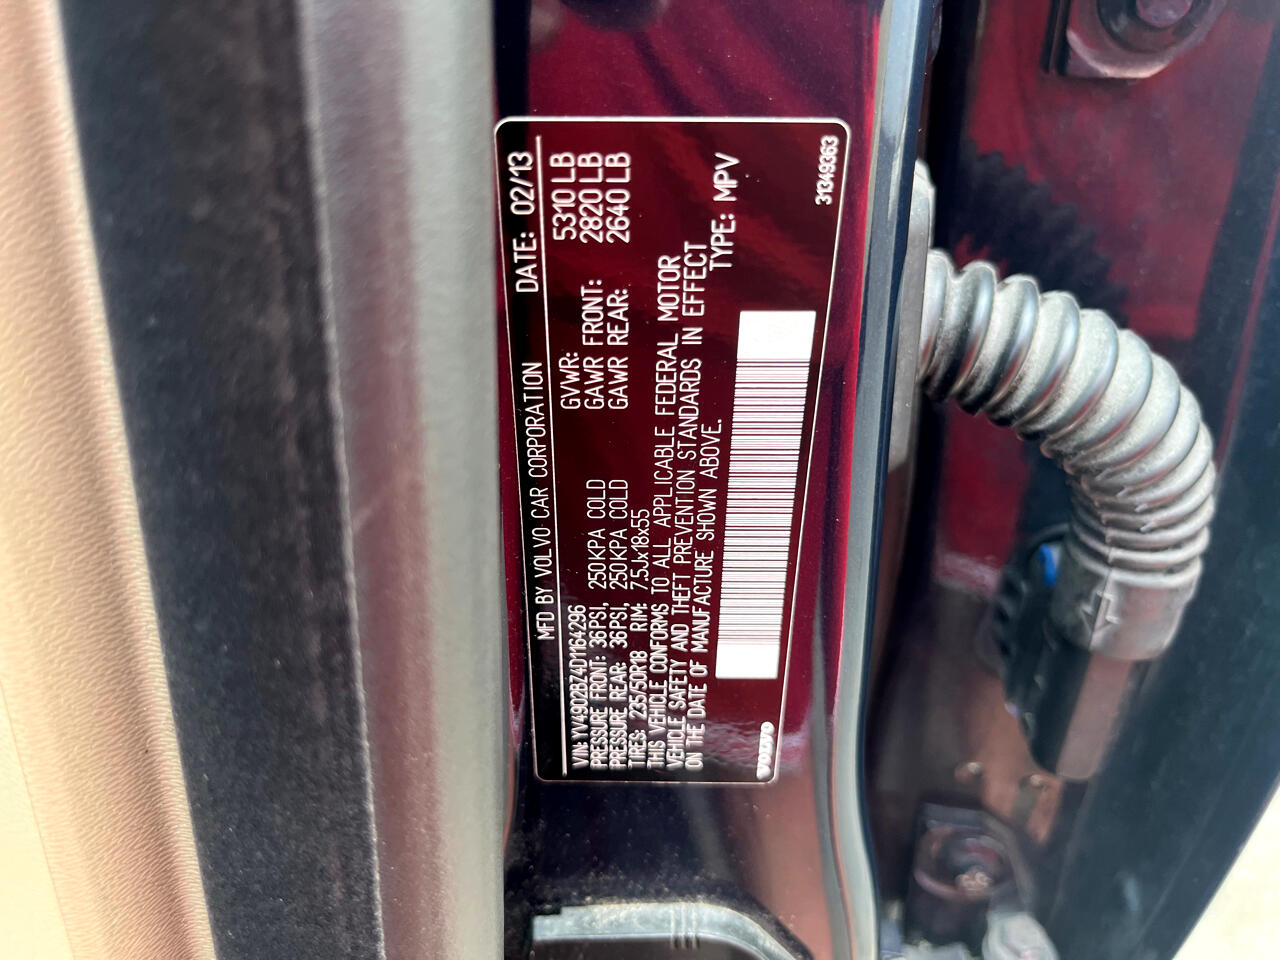 MFD BY VOLVO CAR CORPORATION DATE: 02/13
VIN: YV4902BZ4D1164296 GVWR: 5310 LB
PRESSURE FRONT: 36PSI, 250KPA COLD GAWR FRONT: 2820 LB
PRESSURE REAR: 36PSI, 250KPA COLD GAWR REAR: 2640 LB
TIRES: 235/50R18 RIM: 7.5Jx18x55
THIS VEHICLE CONFORMS TO ALL APPLICABLE FEDERAL MOTOR
VEHICLE SAFETY AND THEFT PREVENTION STANDARDS IN EFFECT
ON THE DATE OF MANUFACTURE SHOWN ABOVE.
TYPE: MPV
VOLVO 31349363